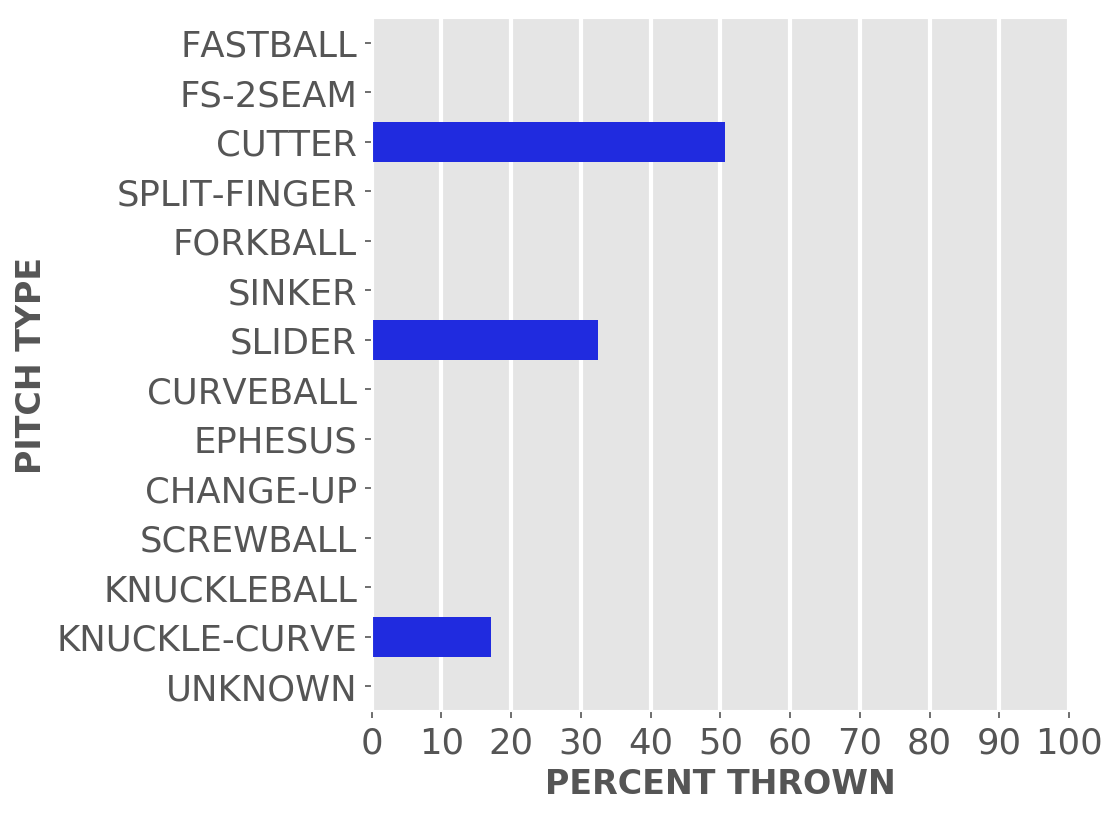 FASTBALL
FS-2SEAM
CUTTER
SPLIT-FINGER
FORKBALL
SINKER
SLIDER
CURVEBALL
EPHESUS
CHANGE-UP
SCREWBALL
KNUCKLEBALL
KNUCKLE-CURVE
UNKNOWN
PITCH TYPE
0 10 20 30 40 50 60 70 80 90 100
PERCENT THROWN